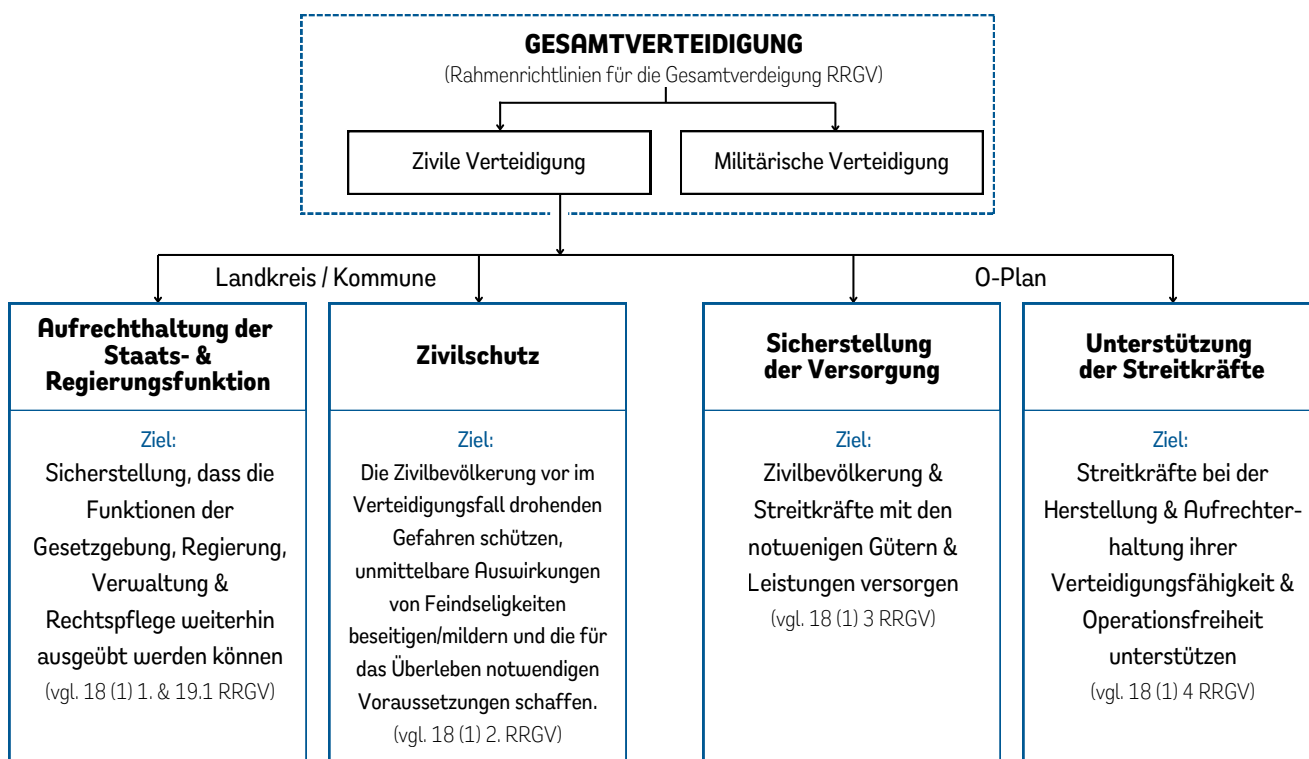 GESAMTVERTEIDIGUNG
(Rahmenrichtlinien für die Gesamtverdeigung RRGV)
Zivile Verteidigung
Militärische Verteidigung
Landkreis / Kommune
O-Plan
Aufrechthaltung der
Staats- &
Regierungsfunktion
Ziel:
Sicherstellung, dass die
Funktionen der
Gesetzgebung, Regierung,
Verwaltung &
Rechtspflege weiterhin
ausgeübt werden können
(vgl. 18 (1) 1. & 19.1 RRGV)
Zivilschutz
Ziel:
Die Zivilbevölkerung vor im
Verteidigungsfall drohenden
Gefahren schützen,
unmittelbare Auswirkungen
von Feindseligkeiten
beseitigen/mildern und die für
das Überleben notwendigen
Voraussetzungen schaffen.
(vgl. 18 (1) 2. RRGV)
Sicherstellung
der Versorgung
Ziel:
Zivilbevölkerung &
Streitkräfte mit den
notwenigen Gütern &
Leistungen versorgen
(vgl. 18 (1) 3 RRGV)
Unterstützung
der Streitkräfte
Ziel:
Streitkräfte bei der
Herstellung & Aufrechter-
haltung ihrer
Verteidigungsfähigkeit &
Operationsfreiheit
unterstützen
(vgl. 18 (1) 4 RRGV)